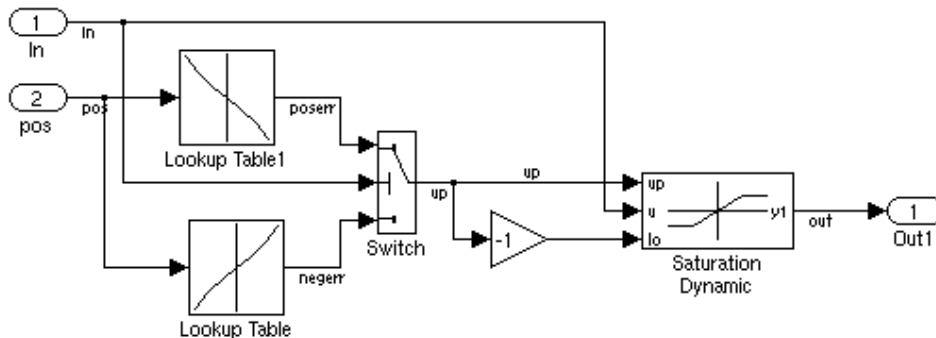 1
In
In
2
pos
pos
Lookup Table1
poserr
Lookup Table
negerr
Switch
up
up
-1
up
u
lo
y1
Saturation
Dynamic
out
1
Out1